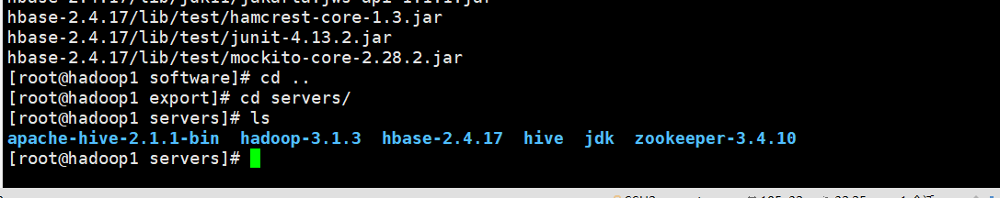 hbase-2.4.17/lib/test/hamcrest-core-1.3.jar
hbase-2.4.17/lib/test/junit-4.13.2.jar
hbase-2.4.17/lib/test/mockito-core-2.28.2.jar
[root@hadoop1 software]# cd ..
[root@hadoop1 export]# cd servers/
[root@hadoop1 servers]# ls
apache-hive-2.1.1-bin  hadoop-3.1.3  hbase-2.4.17  hive  jdk  zookeeper-3.4.10
[root@hadoop1 servers]#